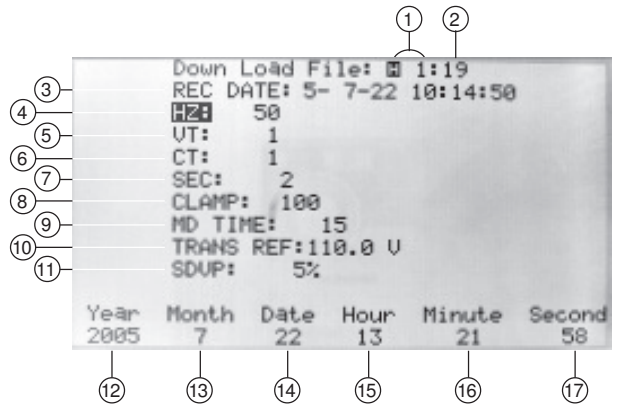 1 2
Down Load File: H 1:19
3 REC DATE: 5- 7-22 10:14:50
4 HZ: 50
5 VT: 1
6 CT: 1
7 SEC: 2
8 CLAMP: 100
9 MD TIME: 15
10 TRANS REF:110.0 V
11 SDVP: 5%
Year Month Date Hour Minute Second
2005 7 22 13 21 58
12 13 14 15 16 17